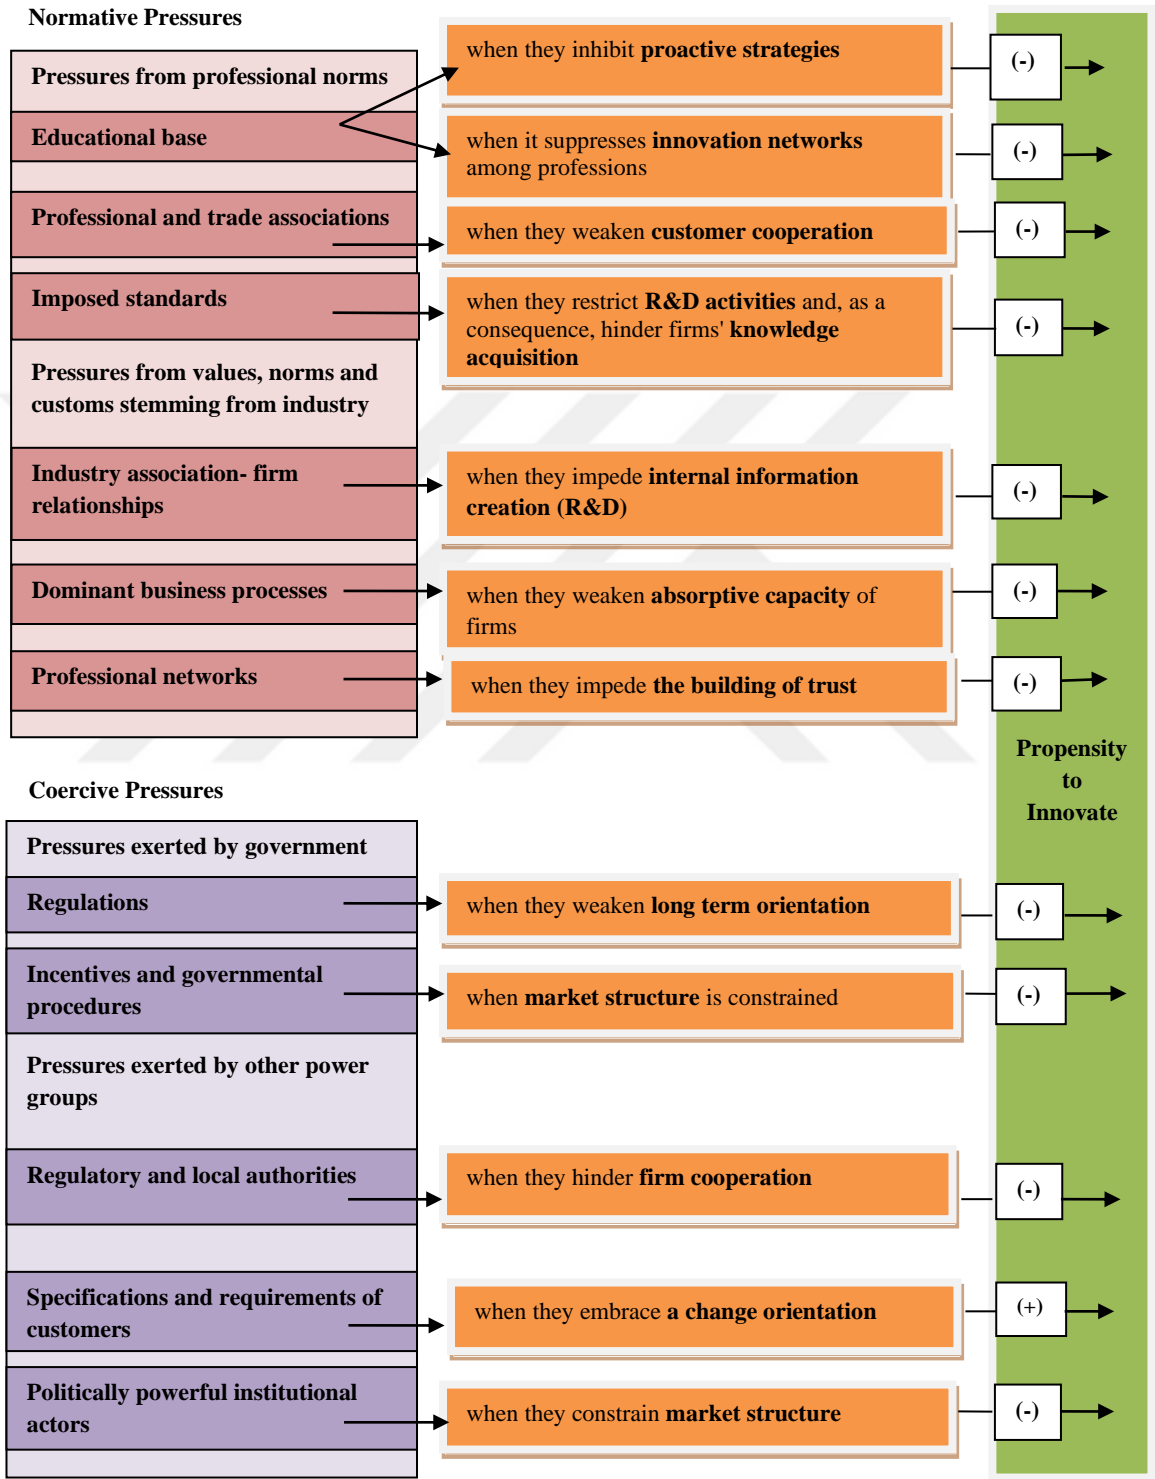 Normative Pressures
Pressures from professional norms
when they inhibit proactive strategies
(-)
Educational base
when it suppresses innovation networks
among professions
(-)
Professional and trade associations
when they weaken customer cooperation
(-)
Imposed standards
when they restrict R&D activities and, as a
consequence, hinder firms' knowledge
acquisition
(-)
Pressures from values, norms and
customs stemming from industry
Industry association- firm
relationships
when they impede internal information
creation (R&D)
(-)
Dominant business processes
when they weaken absorptive capacity of
firms
(-)
Professional networks
when they impede the building of trust
(-)
Propensity
to
Innovate
Coercive Pressures
Pressures exerted by government
Regulations
when they weaken long term orientation
(-)
Incentives and governmental
procedures
when market structure is constrained
(-)
Pressures exerted by other power
groups
Regulatory and local authorities
when they hinder firm cooperation
(-)
Specifications and requirements of
customers
when they embrace a change orientation
(+)
Politically powerful institutional
actors
when they constrain market structure
(-)